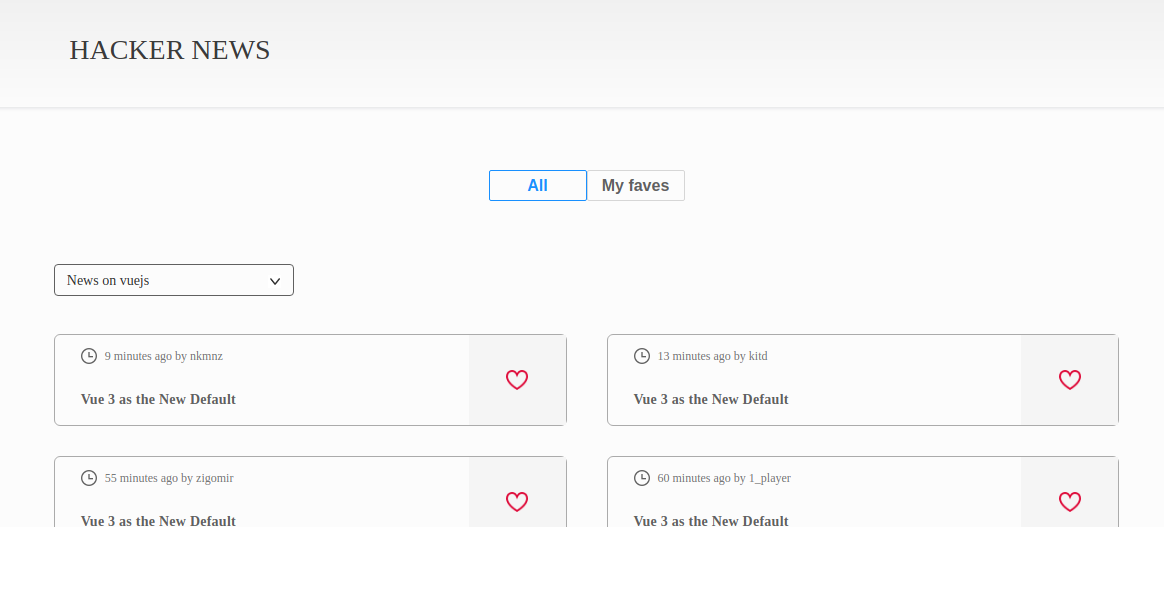 HACKER NEWS
All
My faves
News on vuejs
9 minutes ago by nkmnz
Vue 3 as the New Default
13 minutes ago by kitd
Vue 3 as the New Default
55 minutes ago by zigomir
Vue 3 as the New Default
60 minutes ago by 1_player
Vue 3 as the New Default